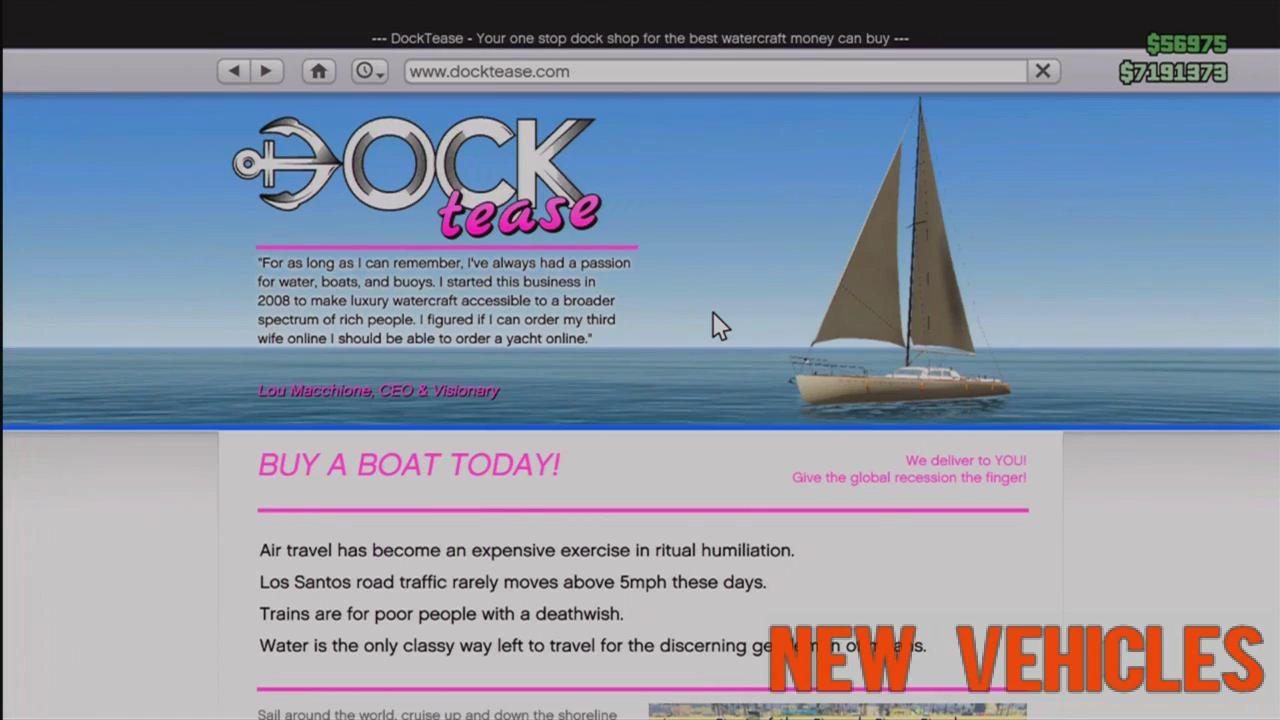 --- DockTease - Your one stop dock shop for the best watercraft money can buy ---
$56975
www.docktease.com
$7191373
DOCK
tease
"For as long as I can remember, I've always had a passion
for water, boats, and buoys. I started this business in
2008 to make luxury watercraft accessible to a broader
spectrum of rich people. I figured if I can order my third
wife online I should be able to order a yacht online."
Lou Macchione, CEO & Visionary
BUY A BOAT TODAY!
We deliver to YOU!
Give the global recession the finger!
Air travel has become an expensive exercise in ritual humiliation.
Los Santos road traffic rarely moves above 5mph these days.
Trains are for poor people with a deathwish.
Water is the only classy way left to travel for the discerning
NEW VEHICLES
Sail around the world, cruise up and down the shoreline